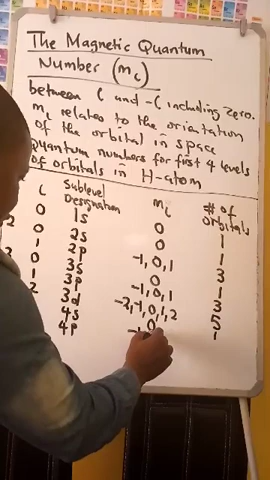 The Magnetic Quantum
Number (mℓ)
between ℓ and -ℓ including zero.
mℓ relates to the oriantation
of the orbital in space
Quantum numbers for first 4 levels
of orbitals in H-atom
ℓ Sublevel Designation mℓ # of orbitals
0 1s 0 1
0 2s 0 1
1 2p -1, 0, 1 3
0 3s 0 1
1 3p -1, 0, 1 3
2 3d -2, -1, 0, 1, 2 5
4s 0 1
4p